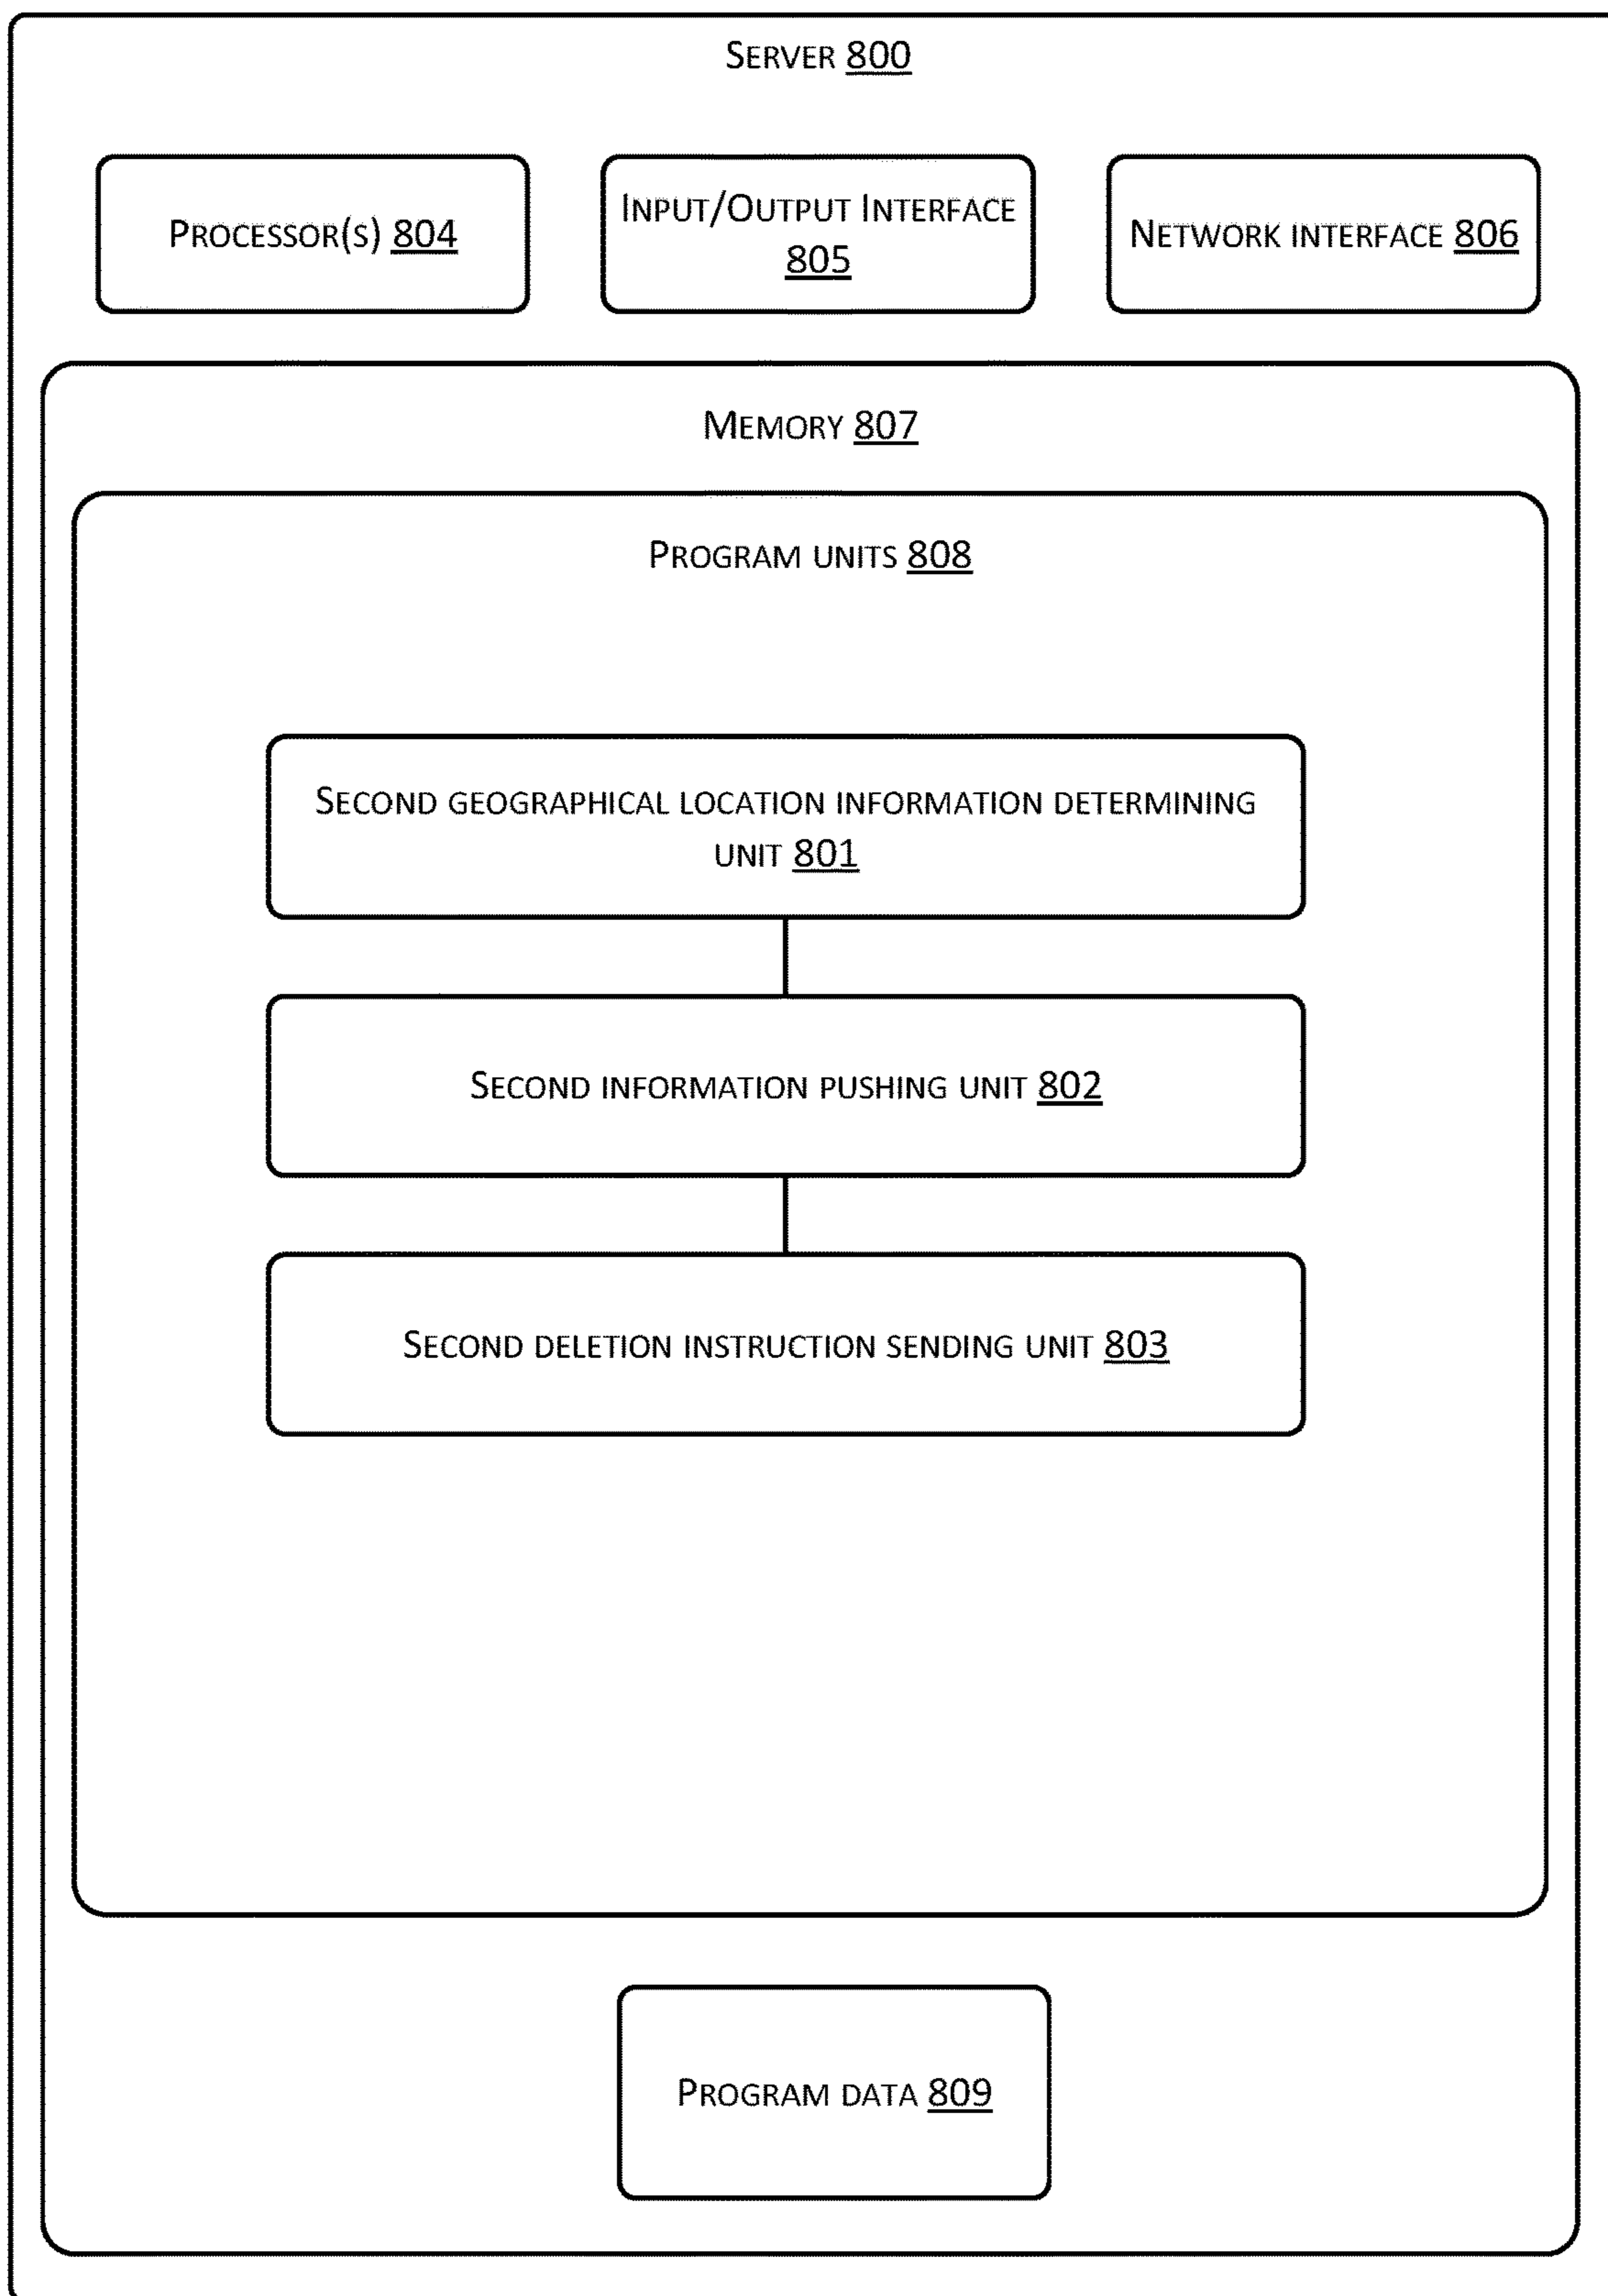 SERVER 800
PROCESSOR(S) 804
INPUT/OUTPUT INTERFACE
805
NETWORK INTERFACE 806
MEMORY 807
PROGRAM UNITS 808
SECOND GEOGRAPHICAL LOCATION INFORMATION DETERMINING
UNIT 801
SECOND INFORMATION PUSHING UNIT 802
SECOND DELETION INSTRUCTION SENDING UNIT 803
PROGRAM DATA 809